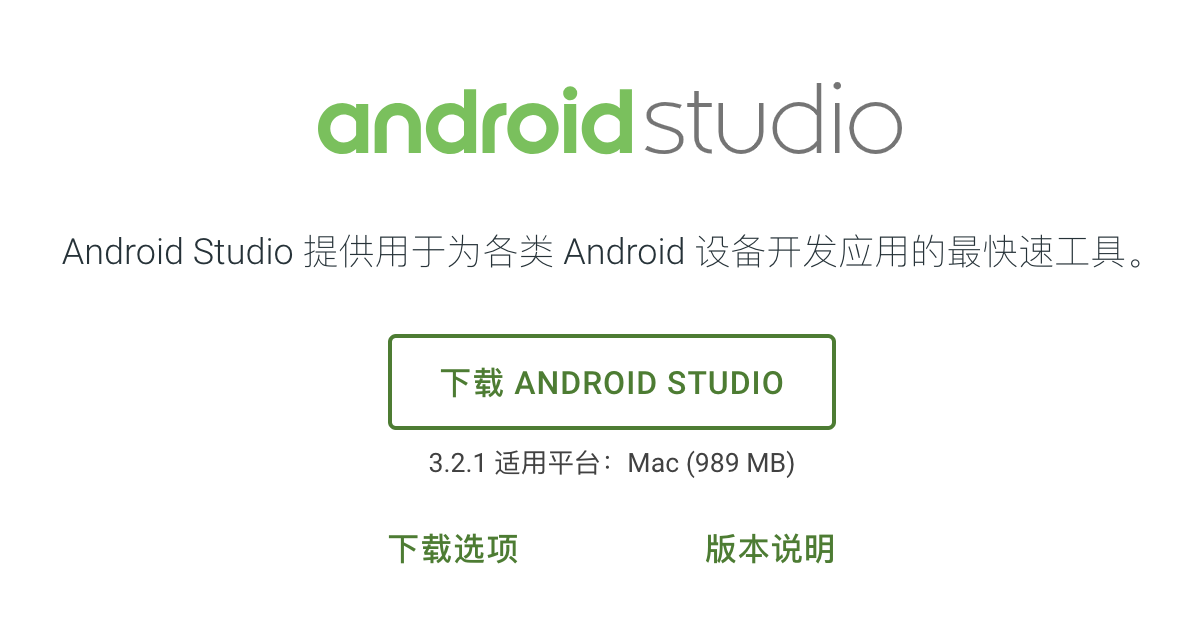 androidstudio
Android Studio 提供用于为各类 Android 设备开发应用的最快速工具。
下载 ANDROID STUDIO
3.2.1 适用平台：Mac (989 MB)
下载选项
版本说明